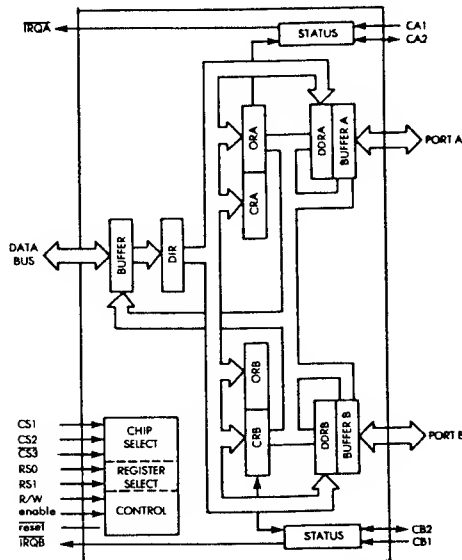 IRQA
STATUS
CA1
CA2
ORA
CRA
DDRA
BUFFER A
PORT A
DATA
BUS
BUFFER
DIR
ORB
CRB
DDRB
BUFFER B
PORT B
CS1
CS2
CS3
RS0
RS1
R/W
enable
reset
IRQB
CHIP
SELECT
REGISTER
SELECT
CONTROL
STATUS
CB2
CB1